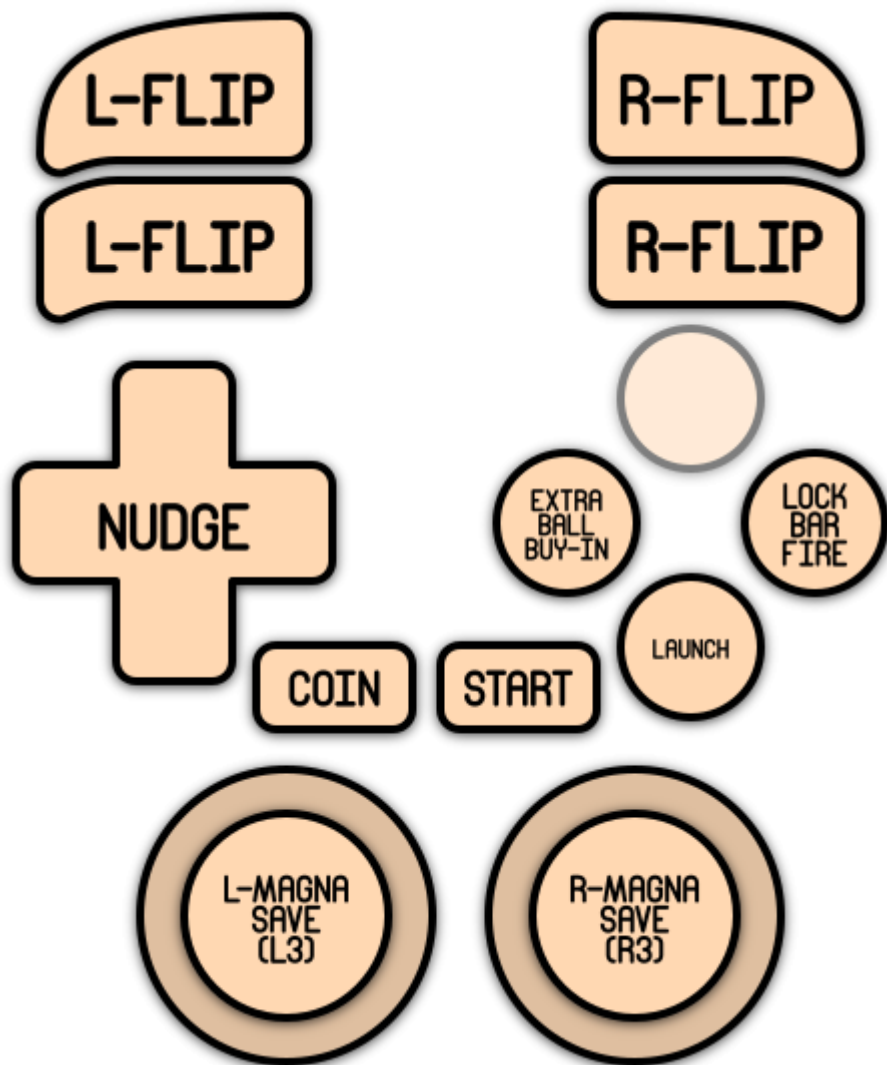 L-FLIP
R-FLIP
L-FLIP
R-FLIP
NUDGE
EXTRA
BALL
BUY-IN
LOCK
BAR
FIRE
LAUNCH
COIN
START
L-MAGNA
SAVE
(L3)
R-MAGNA
SAVE
(R3)